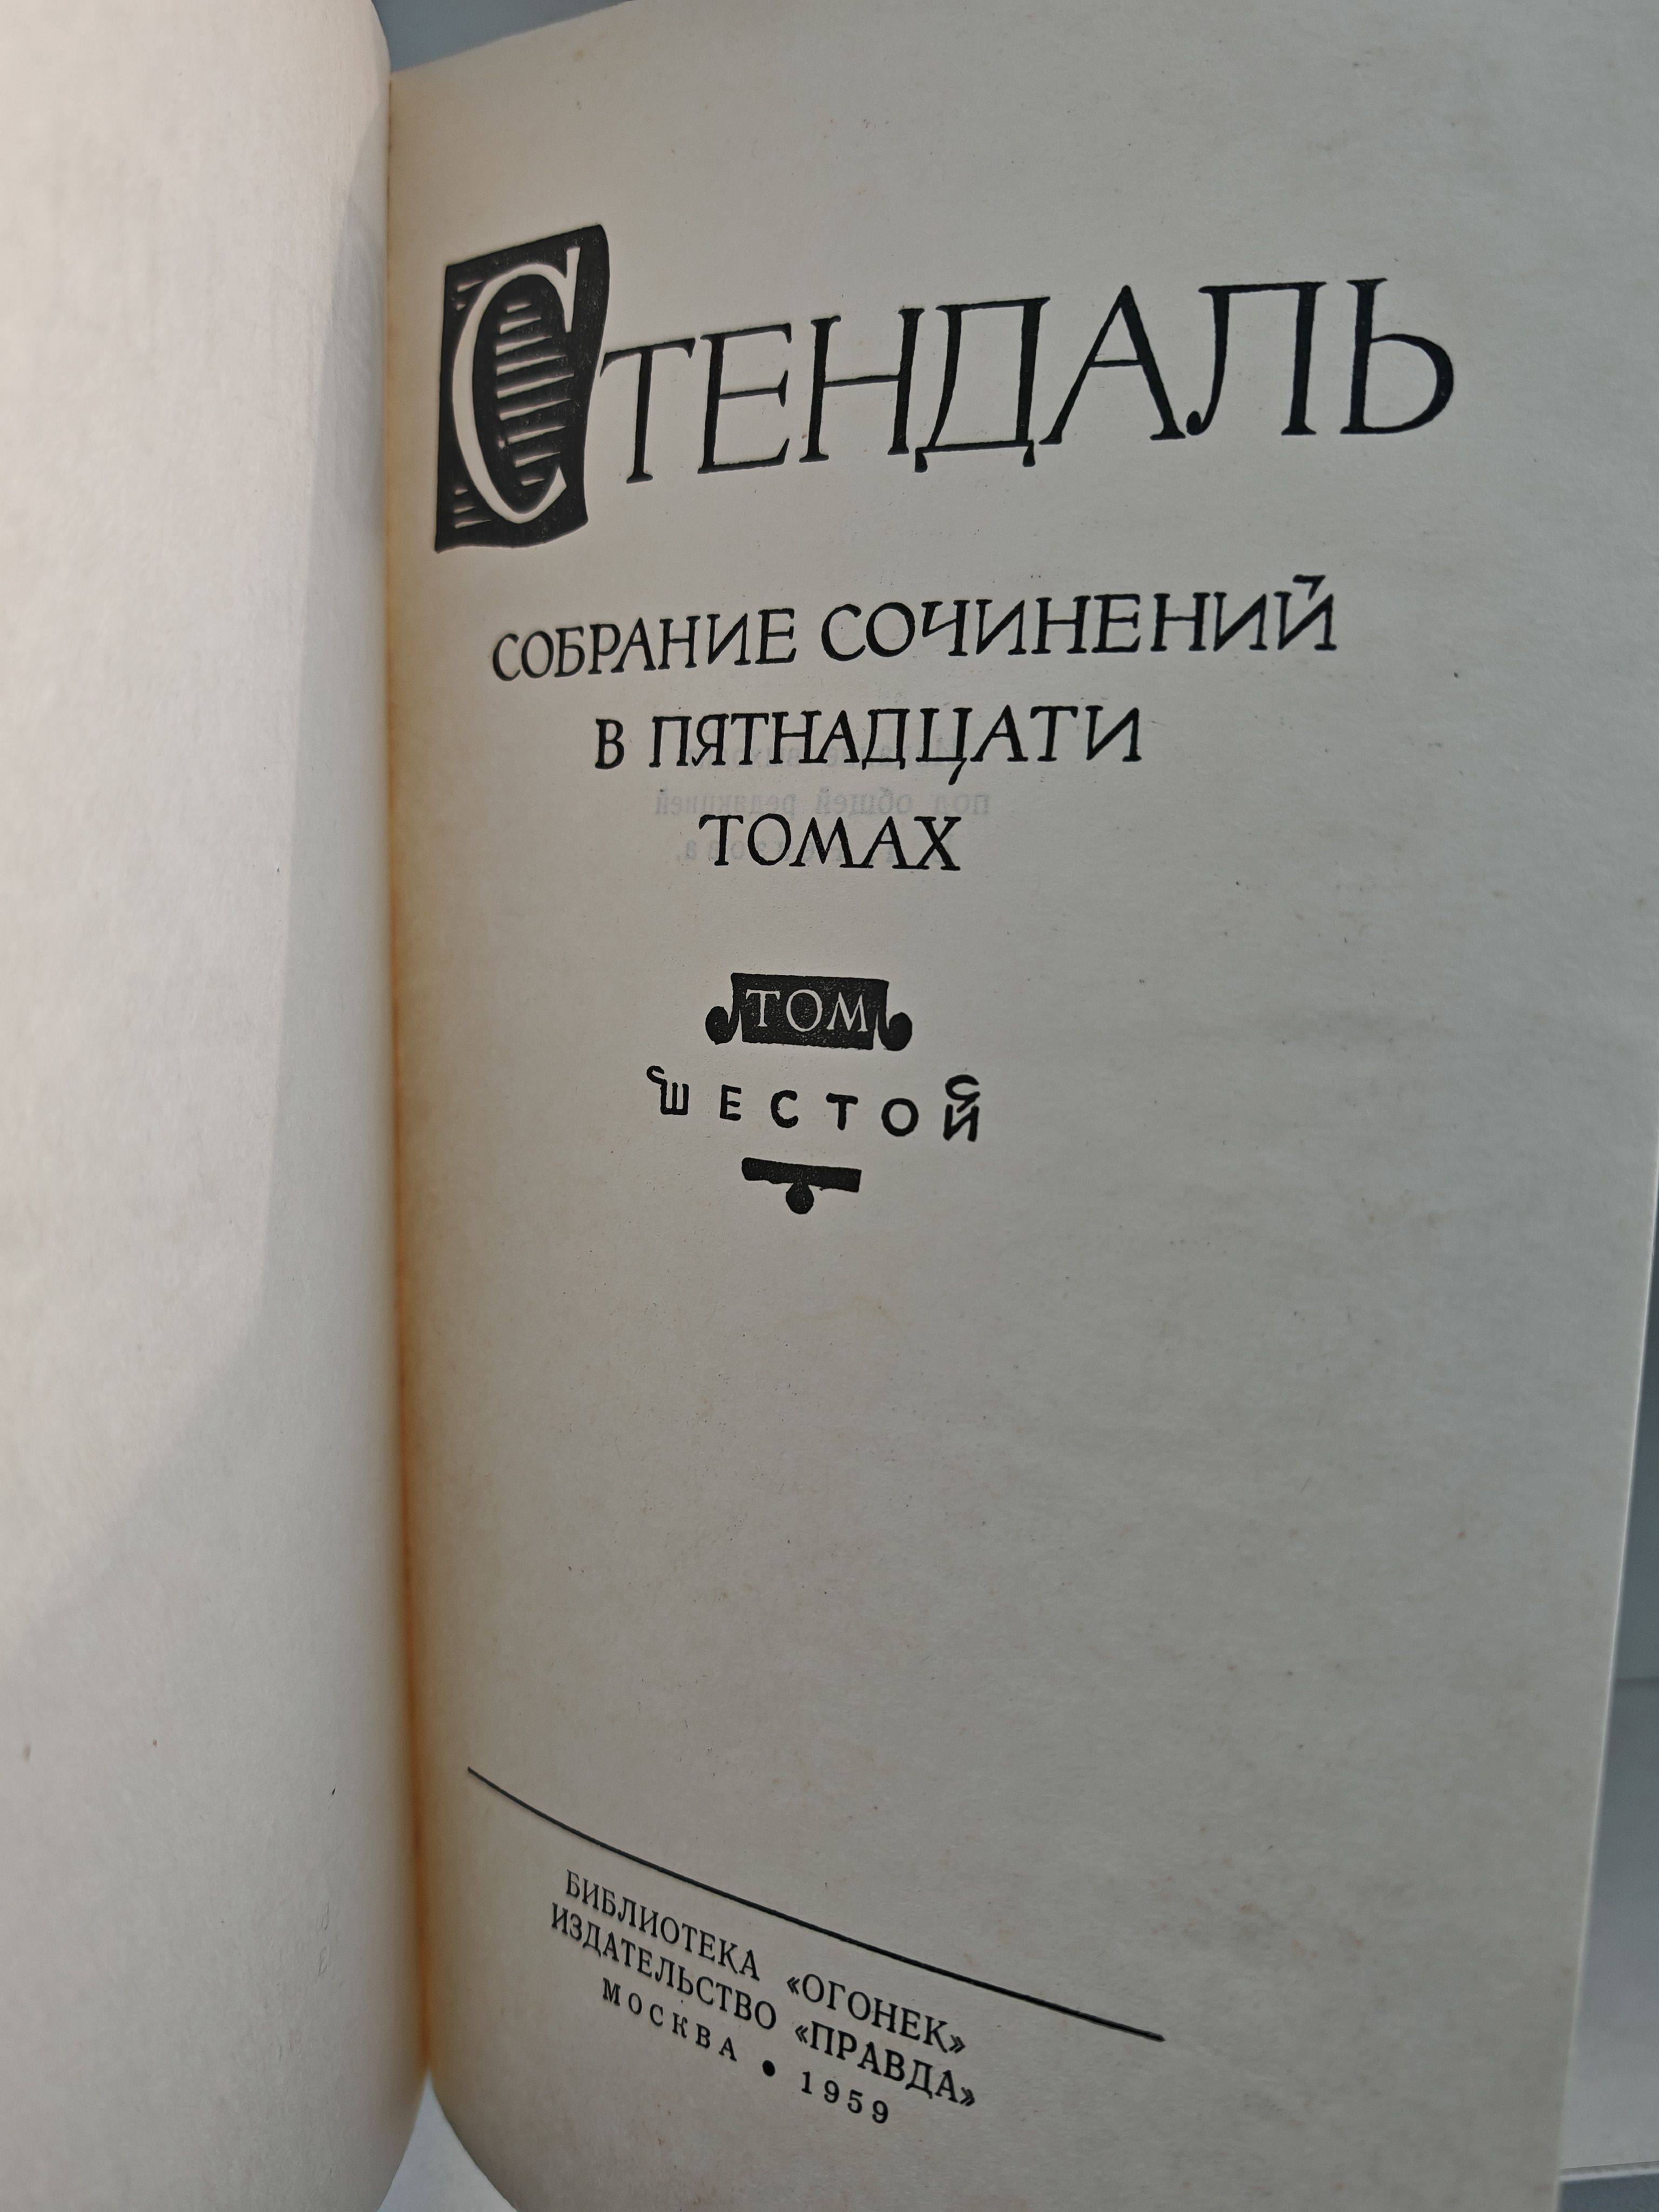 СТЕНДАЛЬ
СОБРАНИЕ СОЧИНЕНИЙ
В ПЯТНАДЦАТИ
ТОМАХ
ТОМ
ШЕСТОЙ
БИБЛИОТЕКА «ОГОНЕК»
ИЗДАТЕЛЬСТВО «ПРАВДА»
МОСКВА • 1959